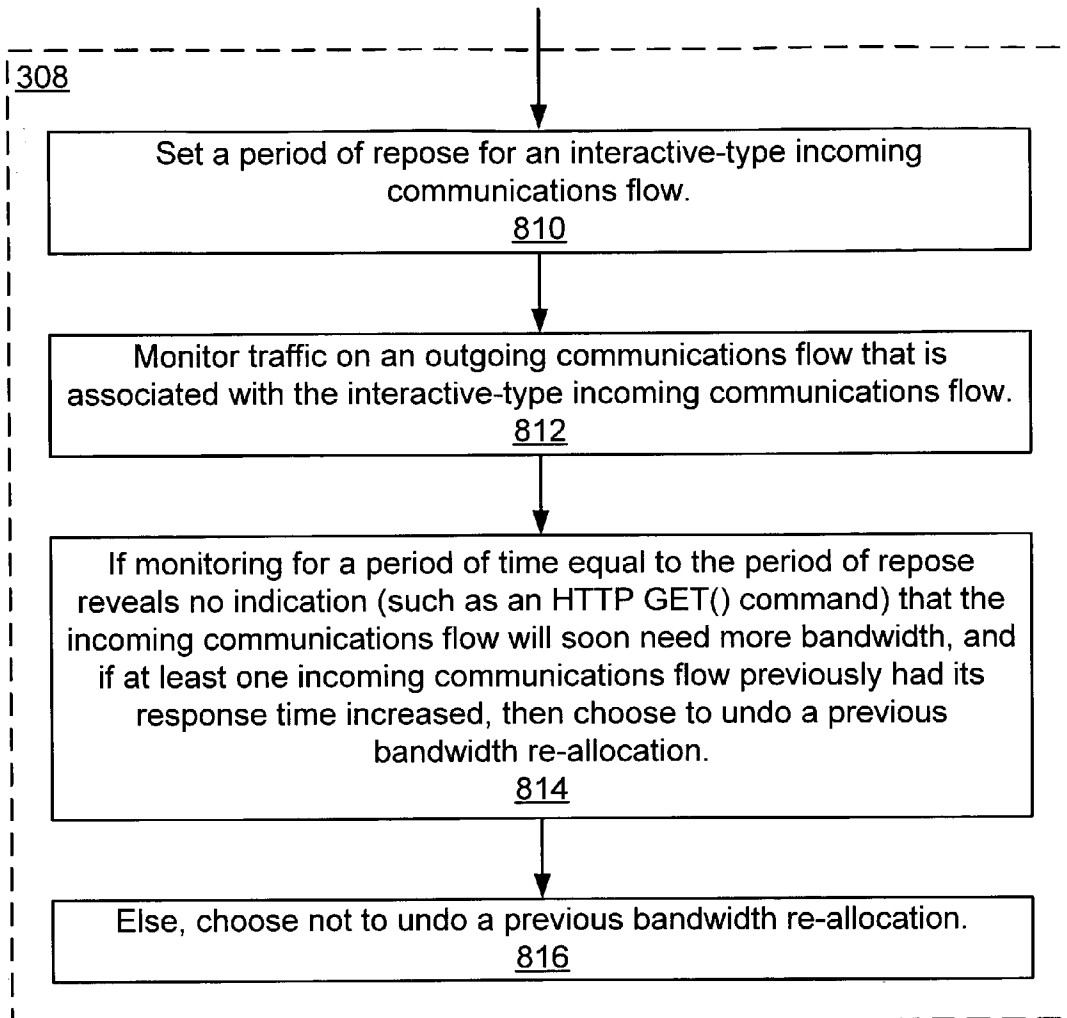 308
Set a period of repose for an interactive-type incoming
communications flow.
810
Monitor traffic on an outgoing communications flow that is
associated with the interactive-type incoming communications flow.
812
If monitoring for a period of time equal to the period of repose
reveals no indication (such as an HTTP GET() command) that the
incoming communications flow will soon need more bandwidth, and
if at least one incoming communications flow previously had its
response time increased, then choose to undo a previous
bandwidth re-allocation.
814
Else, choose not to undo a previous bandwidth re-allocation.
816